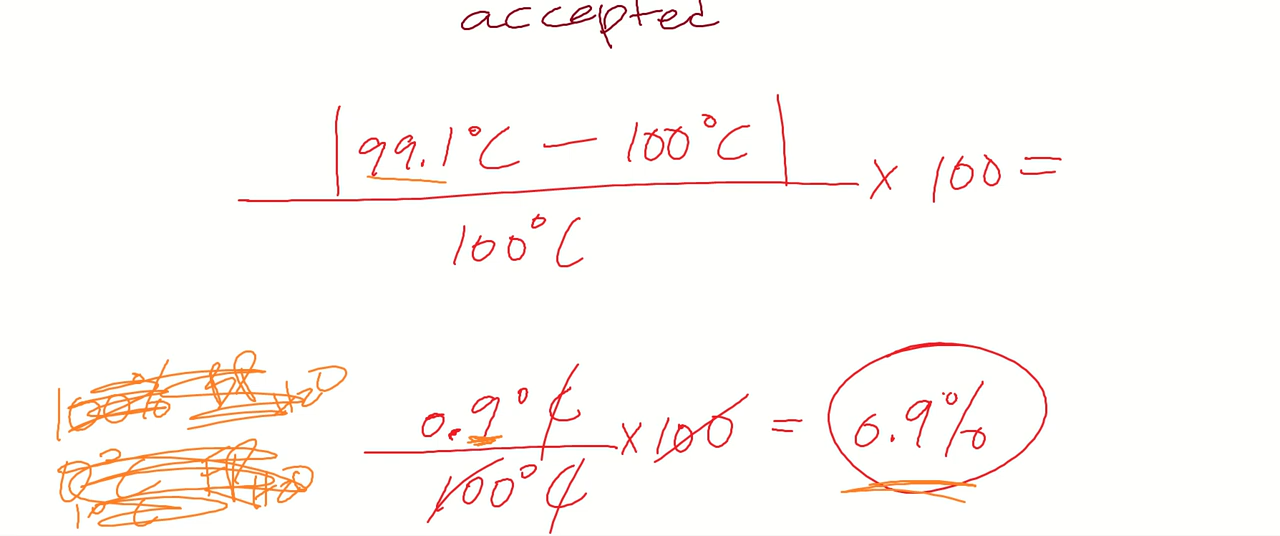 accepted
|99.1°C — 100°C|
100°C
x 100 =
0.9°C
100°C
x 100 = 0.9%